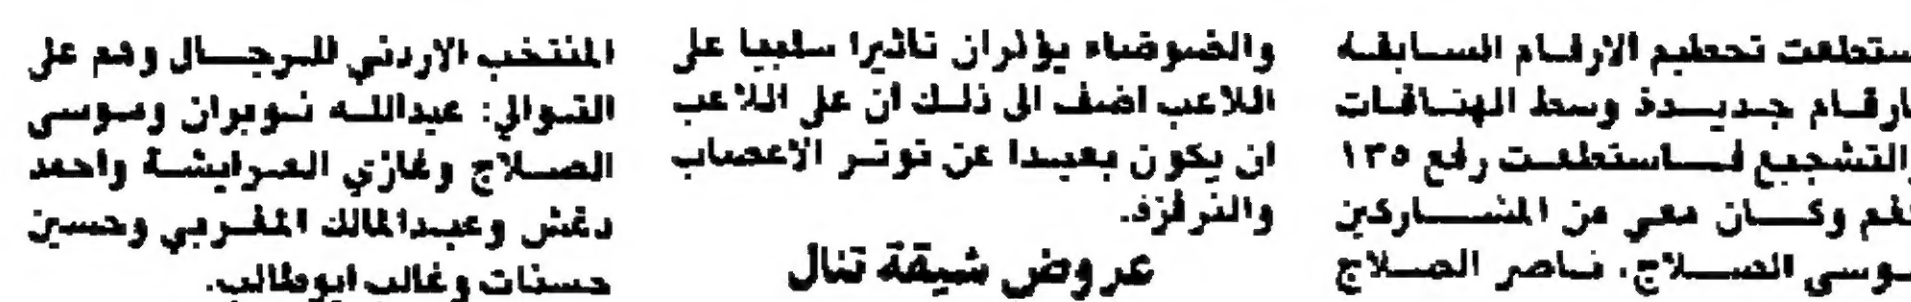 ستطعت تحطيم الارقام السابقة
بارقام جديدة وسط الهتافات
والتشجيع فاستطعت رفع ١٣٥
كغم وكان معي من المشاركين
موسى الصلاج، ناصر الصلاج
والضوضاء يؤثران تاثيرا سلبيا على
اللاعب اضف الى ذلك ان على اللاعب
ان يكون بعيدا عن توتر الاعصاب
والنرفزة.
عروض شيقة تنال
المنتخب الاردني للرجال وهم على
التوالي: عبدالله نويران وموسى
الصلاج وغازي العرايشة واحمد
دغش وعبدالمالك المغربي وحسين
حسنات وغالب ابوطالب.